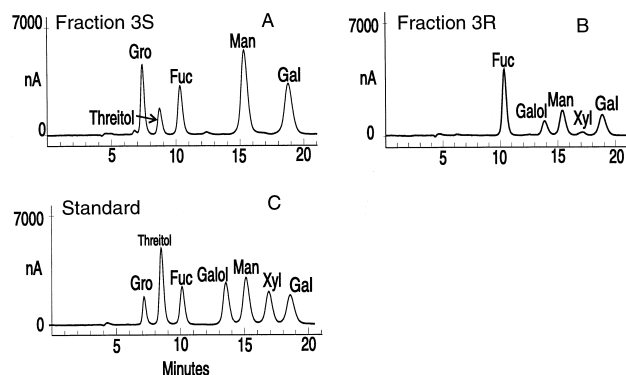 Fraction 3S
A
7000
nA
0
Gro
Threitol
Fuc
Man
Gal
5 10 15 20
Fraction 3R
B
7000
nA
0
Fuc
Galol
Man
Xyl
Gal
5 10 15 20
Standard
C
7000
nA
0
Gro
Threitol
Fuc
Galol
Man
Xyl
Gal
5 10 15 20
Minutes